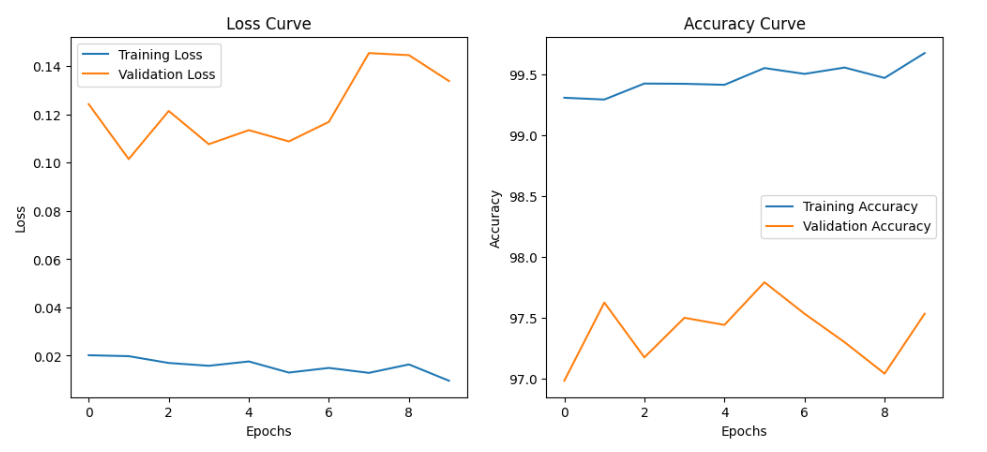 Loss Curve
Training Loss
Validation Loss
0.14
0.12
0.10
0.08
0.06
0.04
0.02
Loss
0 2 4 6 8
Epochs
Accuracy Curve
99.5
99.0
98.5
98.0
97.5
97.0
Accuracy
Training Accuracy
Validation Accuracy
0 2 4 6 8
Epochs